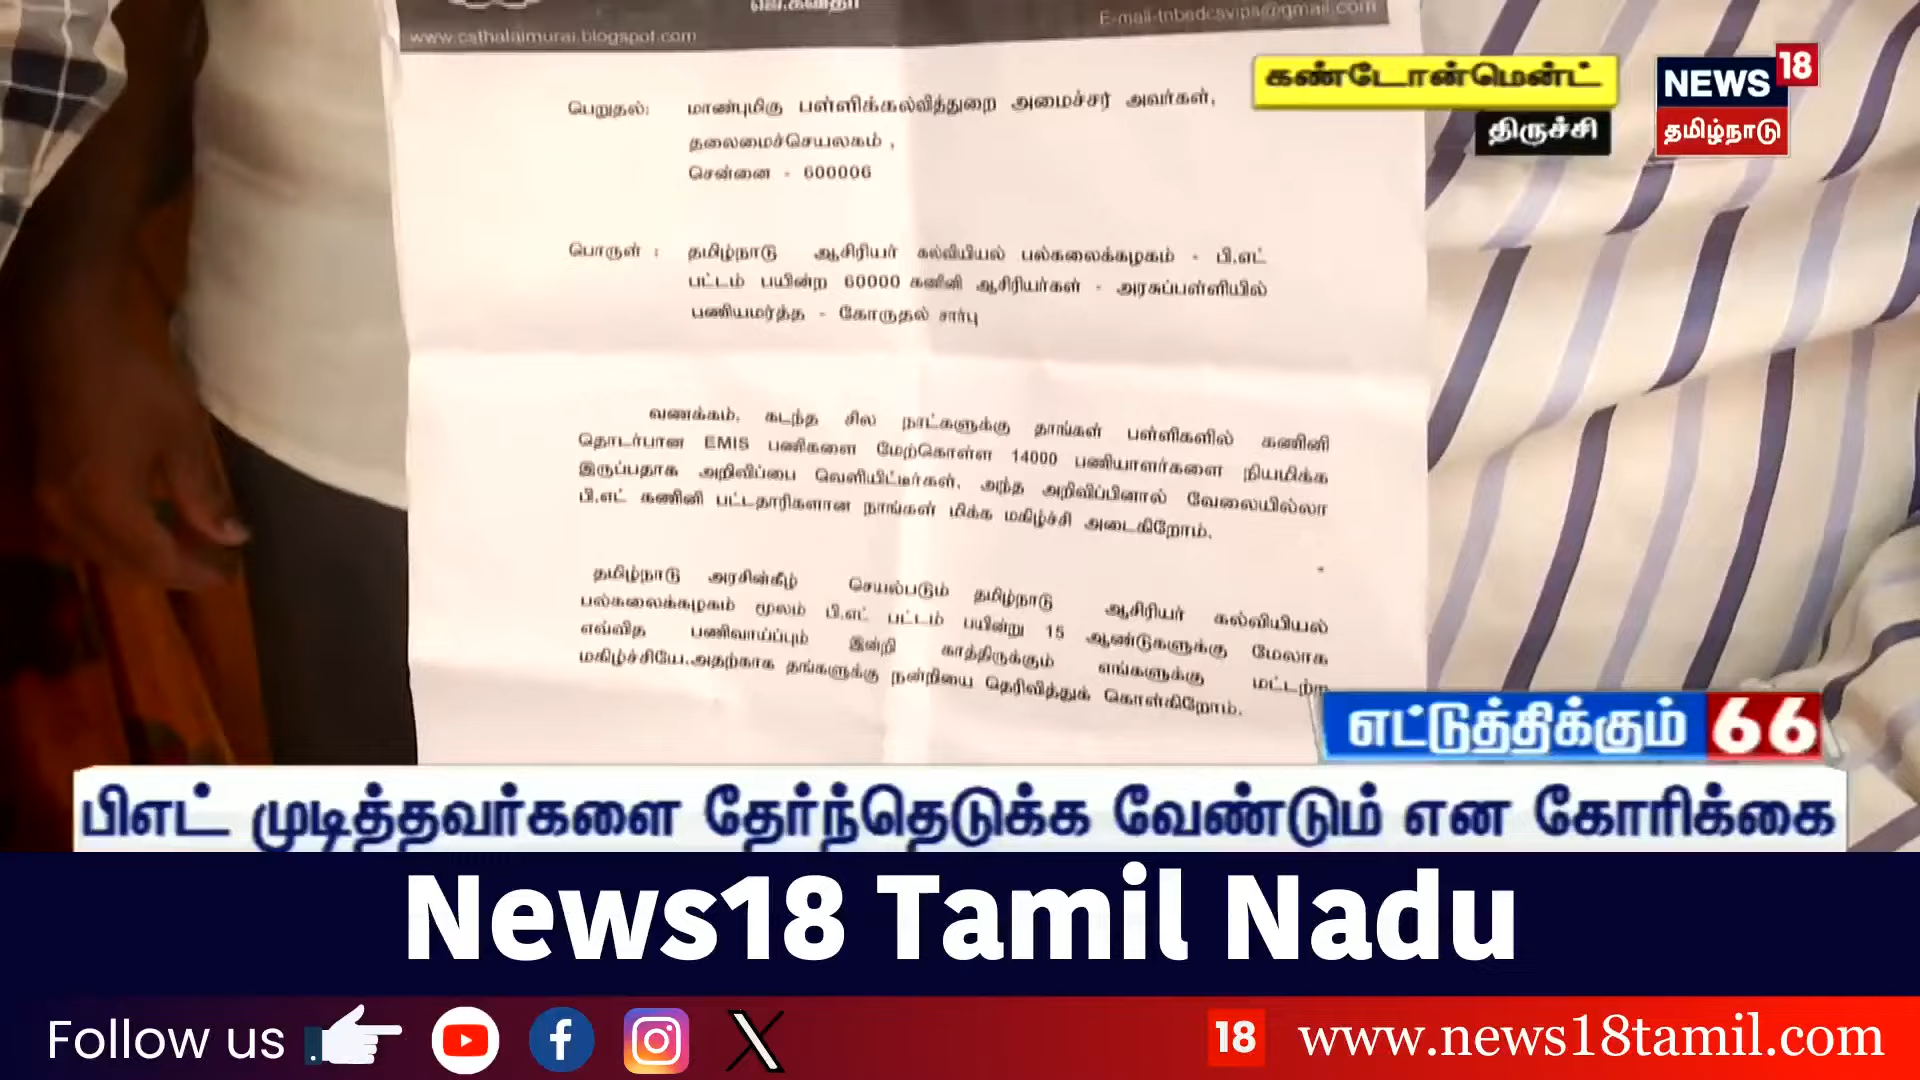 www.csthalaimurai.blogspot.com
E-mail-tnbedcsvips@gmail.com
கண்டோன்மென்ட்
திருச்சி
NEWS 18
தமிழ்நாடு
பெறுதல்: மாண்புமிகு பள்ளிக்கல்வித்துறை அமைச்சர் அவர்கள்,
தலைமைச்செயலகம் ,
சென்னை - 600006
பொருள் : தமிழ்நாடு ஆசிரியர் கல்வியியல் பல்கலைக்கழகம் - பி.எட்
பட்டம் பயின்ற 60000 கணினி ஆசிரியர்கள் - அரசுப்பள்ளியில்
பணியமர்த்த - கோருதல் சார்பு
வணக்கம். கடந்த சில நாட்களுக்கு தாங்கள் பள்ளிகளில் கணினி
தொடர்பான EMIS பணிகளை மேற்கொள்ள 14000 பணியாளர்களை நியமிக்க
இருப்பதாக அறிவிப்பை வெளியிட்டீர்கள். அந்த அறிவிப்பினால் வேலையில்லா
பி.எட் கணினி பட்டதாரிகளான நாங்கள் மிக்க மகிழ்ச்சி அடைகிறோம்.
தமிழ்நாடு அரசின்கீழ் செயல்படும் தமிழ்நாடு ஆசிரியர் கல்வியியல்
பல்கலைக்கழகம் மூலம் பி.எட் பட்டம் பயின்று 15 ஆண்டுகளுக்கு மேலாக
எவ்வித பணிவாய்ப்பும் இன்றி காத்திருக்கும் எங்களுக்கு மட்டற்ற
மகிழ்ச்சியே..அதற்காக தங்களுக்கு நன்றியை தெரிவித்துக் கொள்கிறோம்.
எட்டுத்திக்கும் 66
பிஎட் முடித்தவர்களை தேர்ந்தெடுக்க வேண்டும் என கோரிக்கை
News18 Tamil Nadu
Follow us
18 www.news18tamil.com